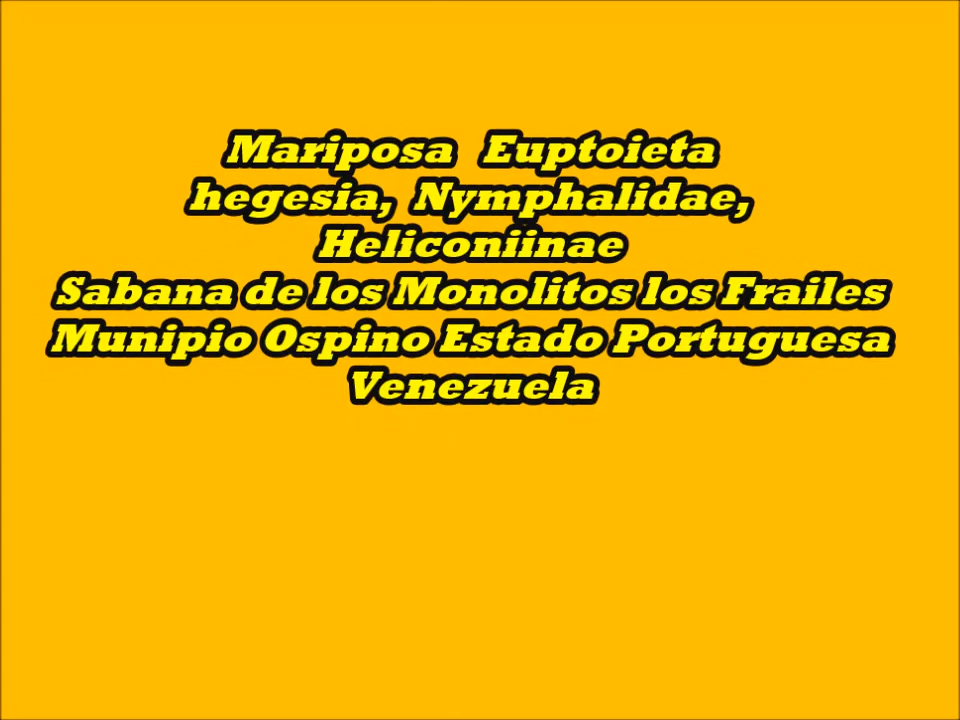 Mariposa Euptoieta
hegesia, Nymphalidae,
Heliconiinae
Sabana de los Monolitos los Frailes
Munipio Ospino Estado Portuguesa
Venezuela